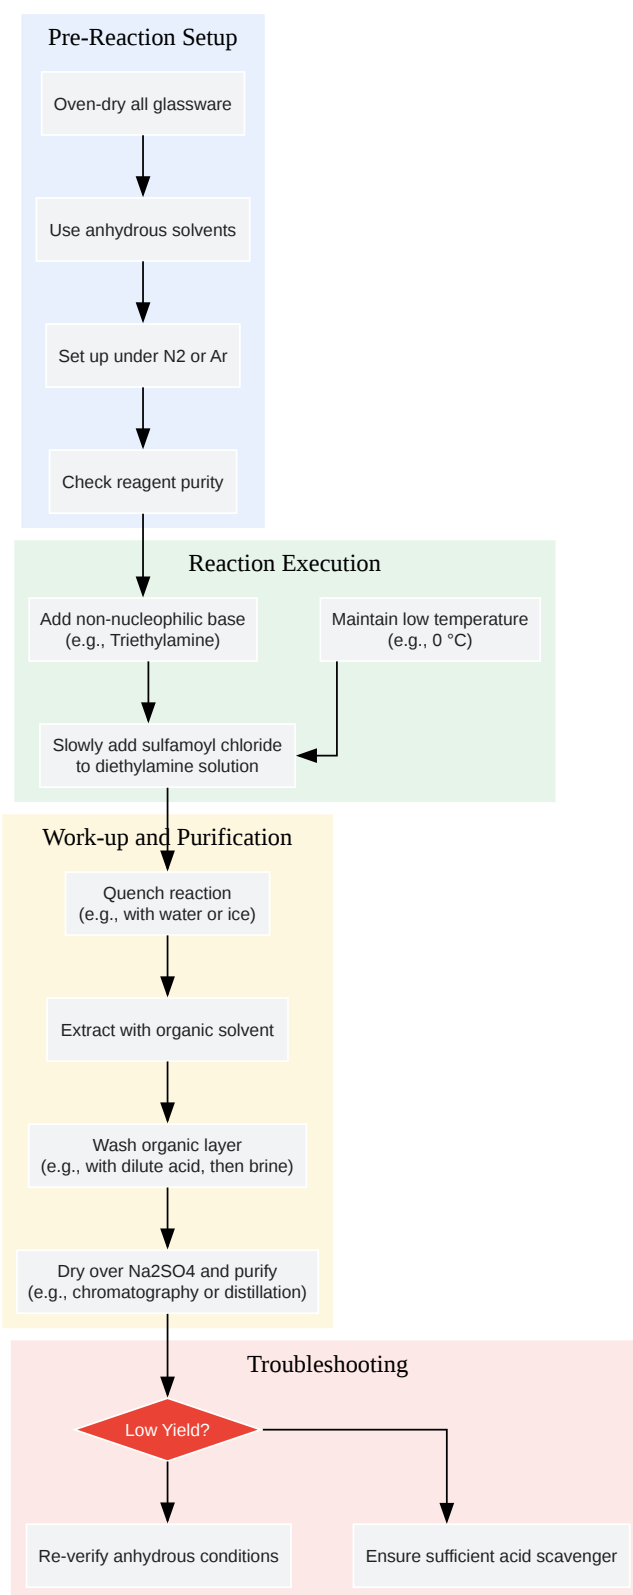 Pre-Reaction Setup
Oven-dry all glassware
Use anhydrous solvents
Set up under N2 or Ar
Check reagent purity
Reaction Execution
Add non-nucleophilic base
(e.g., Triethylamine)
Maintain low temperature
(e.g., 0 °C)
Slowly add sulfamoyl chloride
to diethylamine solution
Work-up and Purification
Quench reaction
(e.g., with water or ice)
Extract with organic solvent
Wash organic layer
(e.g., with dilute acid, then brine)
Dry over Na2SO4 and purify
(e.g., chromatography or distillation)
Troubleshooting
Low Yield?
Re-verify anhydrous conditions
Ensure sufficient acid scavenger